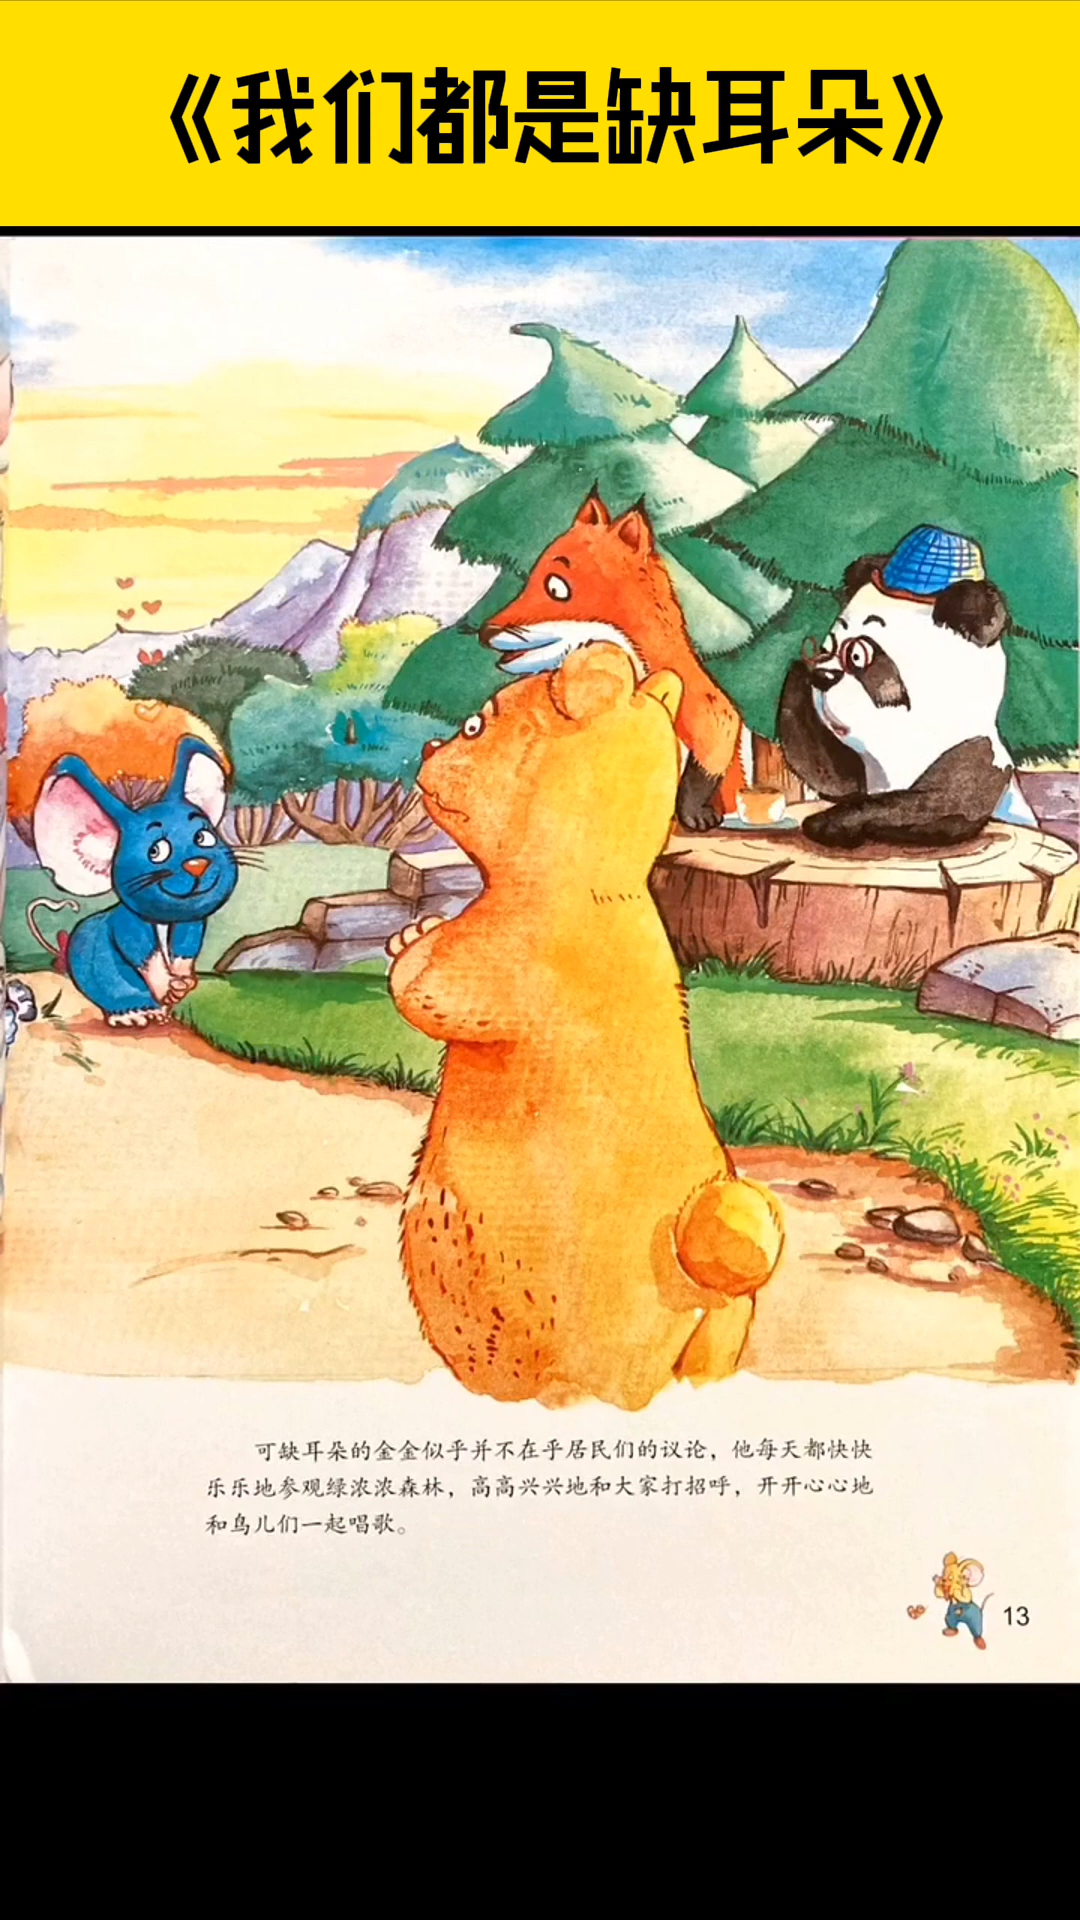 《我们都是缺耳朵》
可缺耳朵的金金似乎并不在乎居民们的议论，他每天都快快
乐乐地参观绿浓浓森林，高高兴兴地和大家打招呼，开开心心地
和鸟儿们一起唱歌。
13